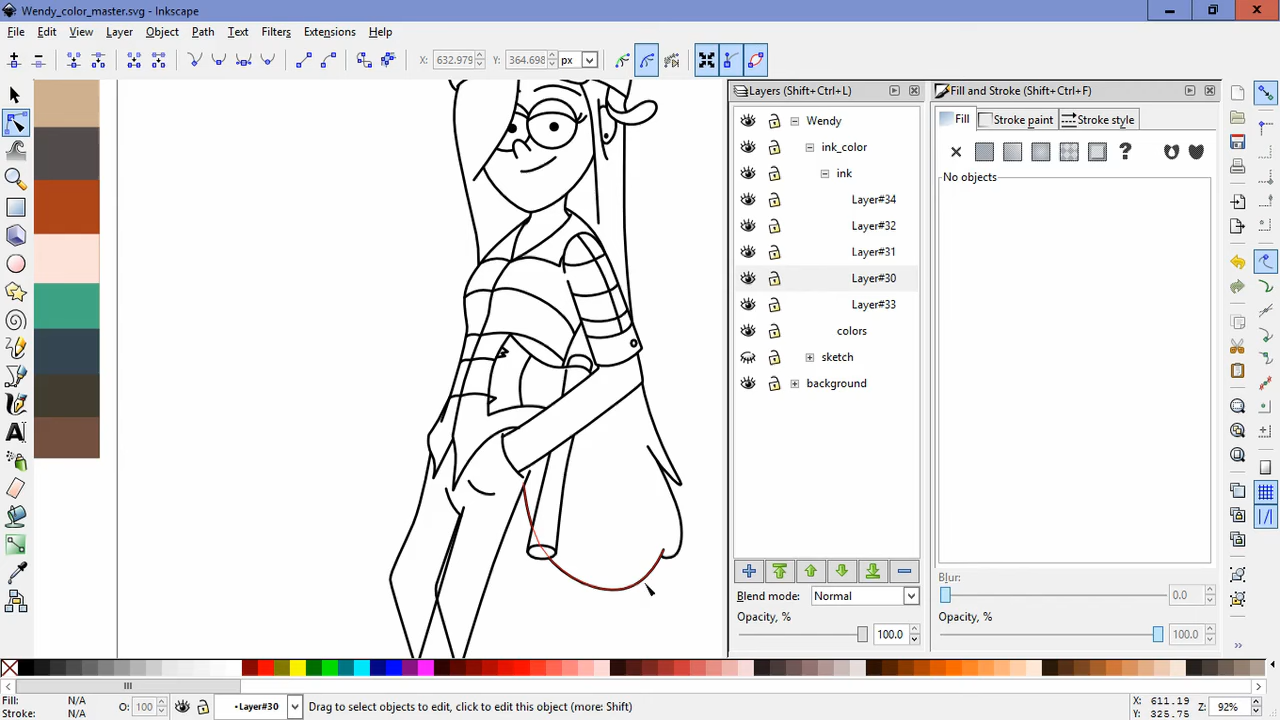 Wendy_color_master.svg - Inkscape
File Edit View Layer Object Path Text Filters Extensions Help
X: 632.979 Y: 364.698 px
Layers (Shift+Ctrl+L)
Wendy
ink_color
ink
Layer#34
Layer#32
Layer#31
Layer#30
Layer#33
colors
sketch
background
Blend mode: Normal
Opacity, %
100.0
Fill and Stroke (Shift+Ctrl+F)
Fill Stroke paint Stroke style
?
No objects
Blur:
0.0
Opacity, %
100.0
Fill: N/A
Stroke: N/A
O: 100
•Layer#30
Drag to select objects to edit, click to edit this object (more: Shift)
X: 611.19
Y: 325.75
Z: 92%